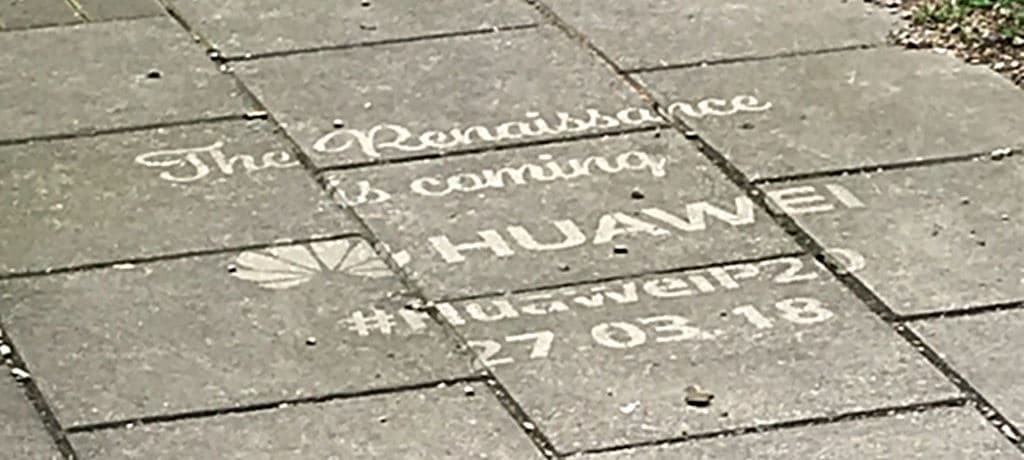 The Renaissance
is coming
HUAWEI
#HuaweiP20
27.03.18